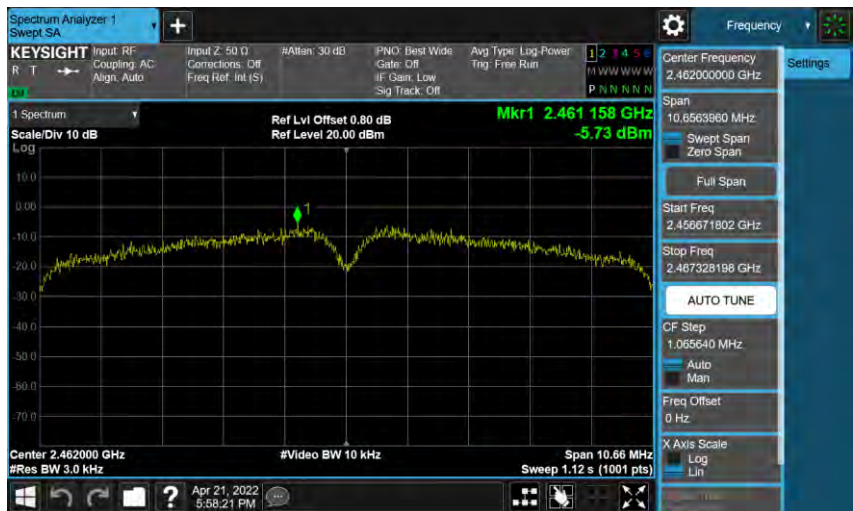 Spectrum Analyzer 1
Swept SA
Frequency
KEYSIGHT
R T
Input: RF
Coupling: AC
Align: Auto
Input Z: 50 Ω
Corrections: Off
Freq Ref: Int (S)
#Atten: 30 dB
PNO: Best Wide
Gate: Off
IF Gain: Low
Sig Track: Off
Avg Type: Log-Power
Trig: Free Run
1 2 3 4 5 6
M W W W W W
P N N N N N
1 Spectrum
Scale/Div 10 dB
Ref Lvl Offset 0.80 dB
Ref Level 20.00 dBm
Mkr1 2.461 158 GHz
-5.73 dBm
Log
10.0
0.00
-10.0
-20.0
-30.0
-40.0
-50.0
-60.0
-70.0
1
Center 2.462000 GHz
#Res BW 3.0 kHz
#Video BW 10 kHz
Span 10.66 MHz
Sweep 1.12 s (1001 pts)
Apr 21, 2022
5:58:21 PM
Center Frequency
2.462000000 GHz
Settings
Span
10.6563960 MHz
Swept Span
Zero Span
Full Span
Start Freq
2.456671802 GHz
Stop Freq
2.467328198 GHz
AUTO TUNE
CF Step
1.065640 MHz
Auto
Man
Freq Offset
0 Hz
X Axis Scale
Log
Lin